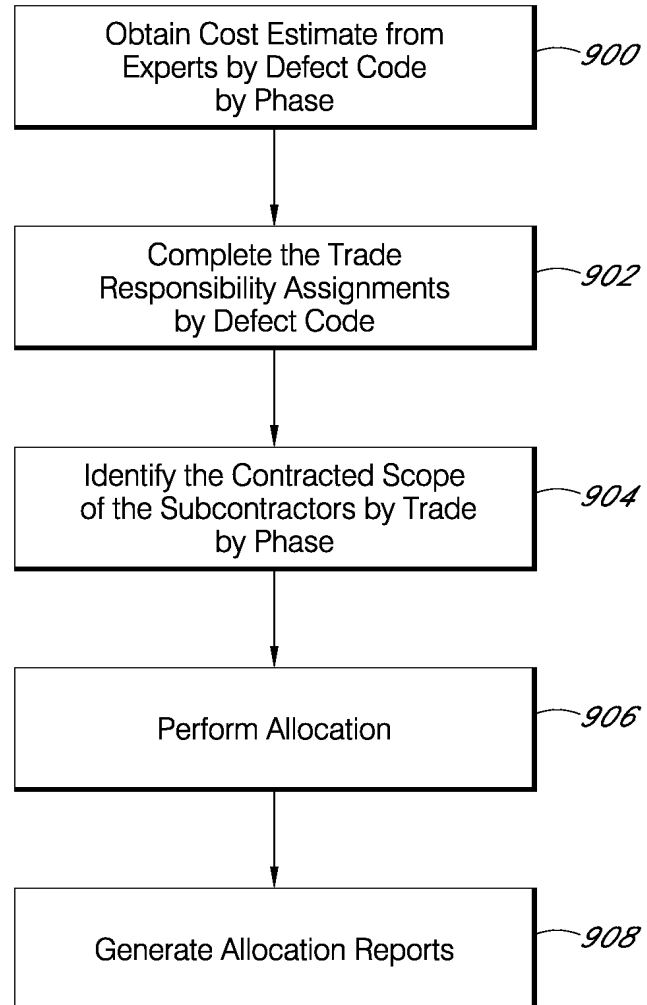 Obtain Cost Estimate from
Experts by Defect Code
by Phase
900
Complete the Trade
Responsibility Assignments
by Defect Code
902
Identify the Contracted Scope
of the Subcontractors by Trade
by Phase
904
Perform Allocation
906
Generate Allocation Reports
908